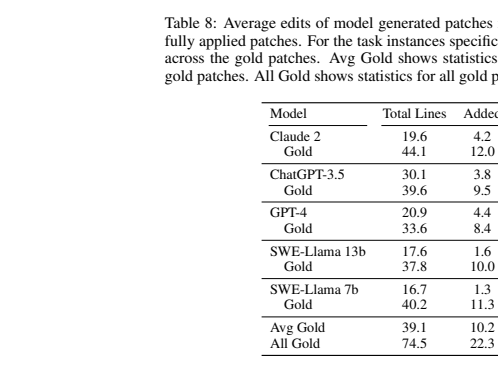 Table 8: Average edits of model generated patches
fully applied patches. For the task instances specific
across the gold patches. Avg Gold shows statistics
gold patches. All Gold shows statistics for all gold p
Model Total Lines Added
Claude 2 19.6 4.2
Gold 44.1 12.0
ChatGPT-3.5 30.1 3.8
Gold 39.6 9.5
GPT-4 20.9 4.4
Gold 33.6 8.4
SWE-Llama 13b 17.6 1.6
Gold 37.8 10.0
SWE-Llama 7b 16.7 1.3
Gold 40.2 11.3
Avg Gold 39.1 10.2
All Gold 74.5 22.3